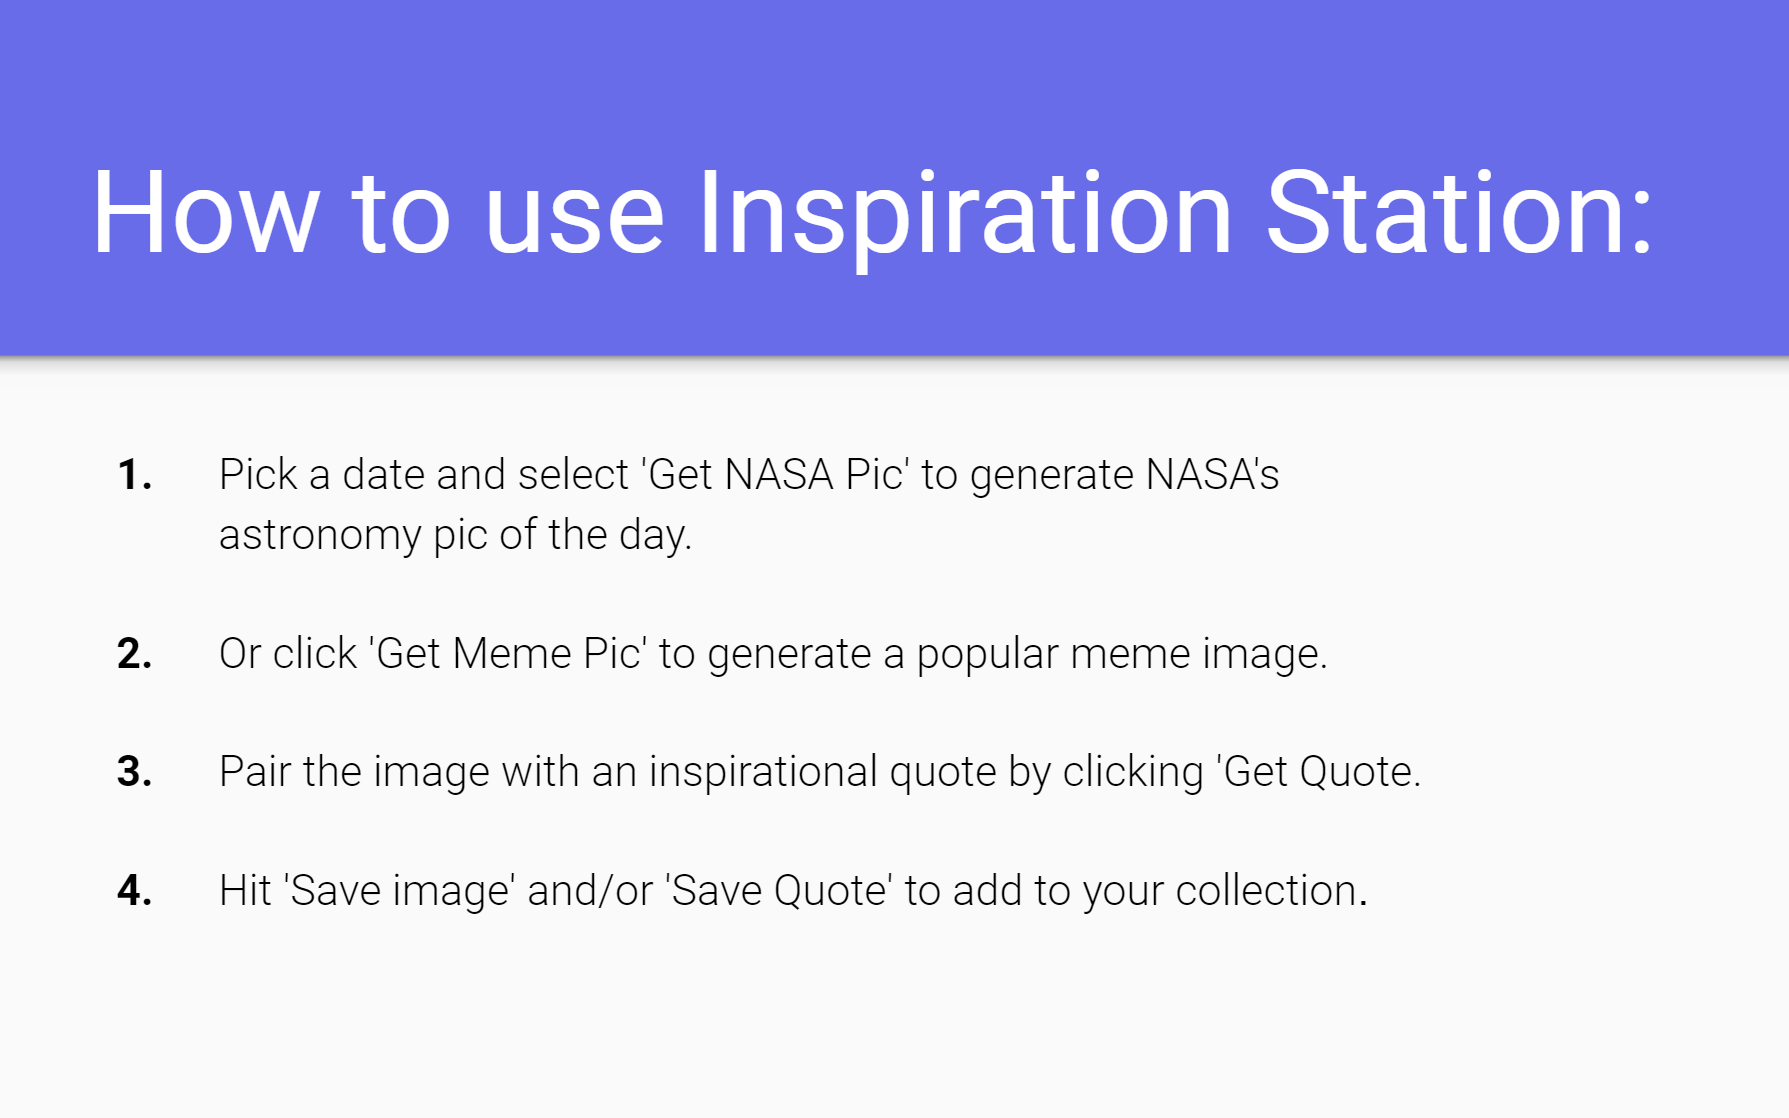 How to use Inspiration Station:
1. Pick a date and select 'Get NASA Pic' to generate NASA's
astronomy pic of the day.
2. Or click 'Get Meme Pic' to generate a popular meme image.
3. Pair the image with an inspirational quote by clicking 'Get Quote.
4. Hit 'Save image' and/or 'Save Quote' to add to your collection.